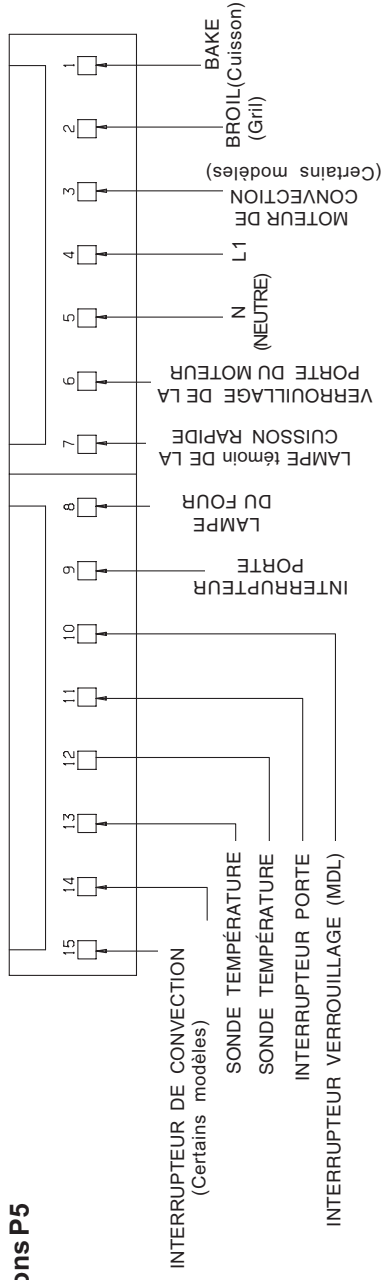 ons P5
15
14
13
12
11
10
9
8
7
6
5
4
3
2
1
INTERRUPTEUR DE CONVECTION
(Certains modèles)
SONDE TEMPÉRATURE
SONDE TEMPÉRATURE
INTERRUPTEUR PORTE
INTERRUPTEUR VERROUILLAGE (MDL)
INTERRUPTEUR
PORTE
LAMPE
DU FOUR
LAMPE témoin DE LA
CUISSON RAPIDE
VERROUILLAGE DE LA
PORTE DU MOTEUR
N
(NEUTRE)
L1
MOTEUR DE
CONVECTION
(Certains modèles)
BROIL
(Gril)
BAKE
(Cuisson)